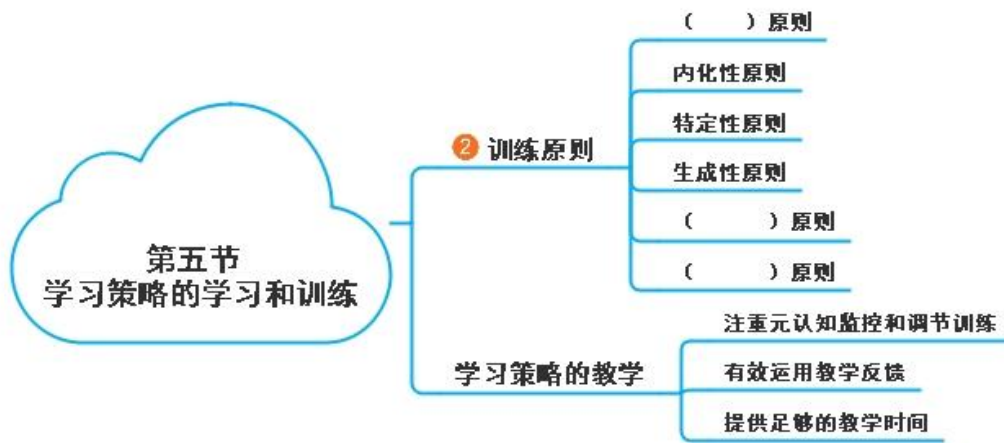 第五节
学习策略的学习和训练
2 训练原则
（      ）原则
内化性原则
特定性原则
生成性原则
（      ）原则
（      ）原则
学习策略的教学
注重元认知监控和调节训练
有效运用教学反馈
提供足够的教学时间